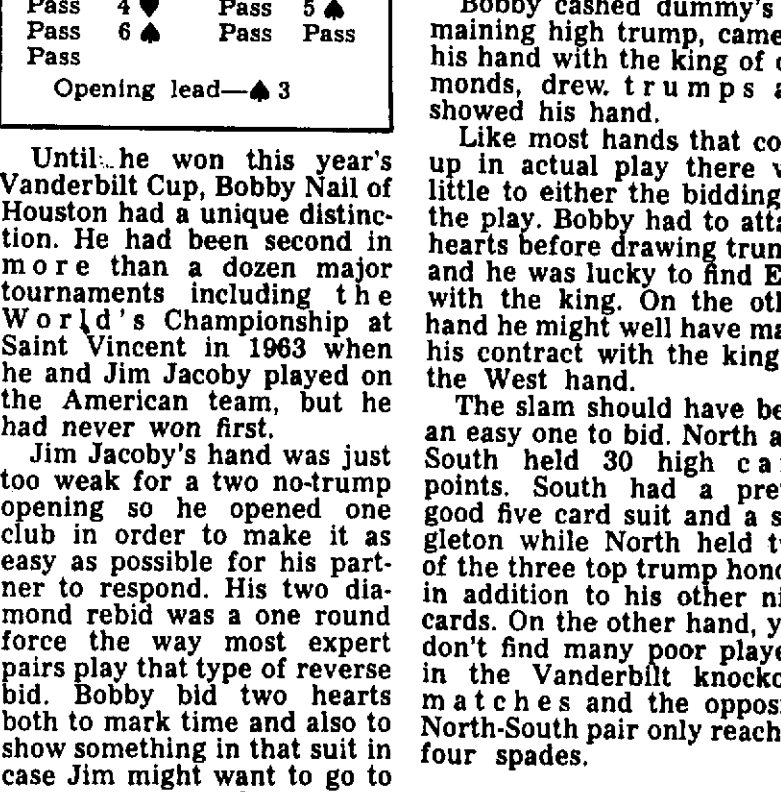 Pass 4 ♥ Pass 5 ♠
Pass 6 ♠ Pass Pass
Pass
Opening lead—♠ 3
Until he won this year's
Vanderbilt Cup, Bobby Nail of
Houston had a unique distinc-
tion. He had been second in
more than a dozen major
tournaments including the
World's Championship at
Saint Vincent in 1963 when
he and Jim Jacoby played on
the American team, but he
had never won first.
Jim Jacoby's hand was just
too weak for a two no-trump
opening so he opened one
club in order to make it as
easy as possible for his part-
ner to respond. His two dia-
mond rebid was a one round
force the way most expert
pairs play that type of reverse
bid. Bobby bid two hearts
both to mark time and also to
show something in that suit in
case Jim might want to go to
Bobby cashed dummy's
maining high trump, came
his hand with the king of
monds, drew. trumps a
showed his hand.
Like most hands that co
up in actual play there
little to either the bidding
the play. Bobby had to atta
hearts before drawing trun
and he was lucky to find E
with the king. On the otl
hand he might well have ma
his contract with the king
the West hand.
The slam should have be
an easy one to bid. North a
South held 30 high ca
points. South had a pre
good five card suit and a s
gleton while North held t
of the three top trump hono
in addition to his other ni
cards. On the other hand, y
don't find many poor playe
in the Vanderbilt knocko
matches and the opposi
North-South pair only reach
four spades.